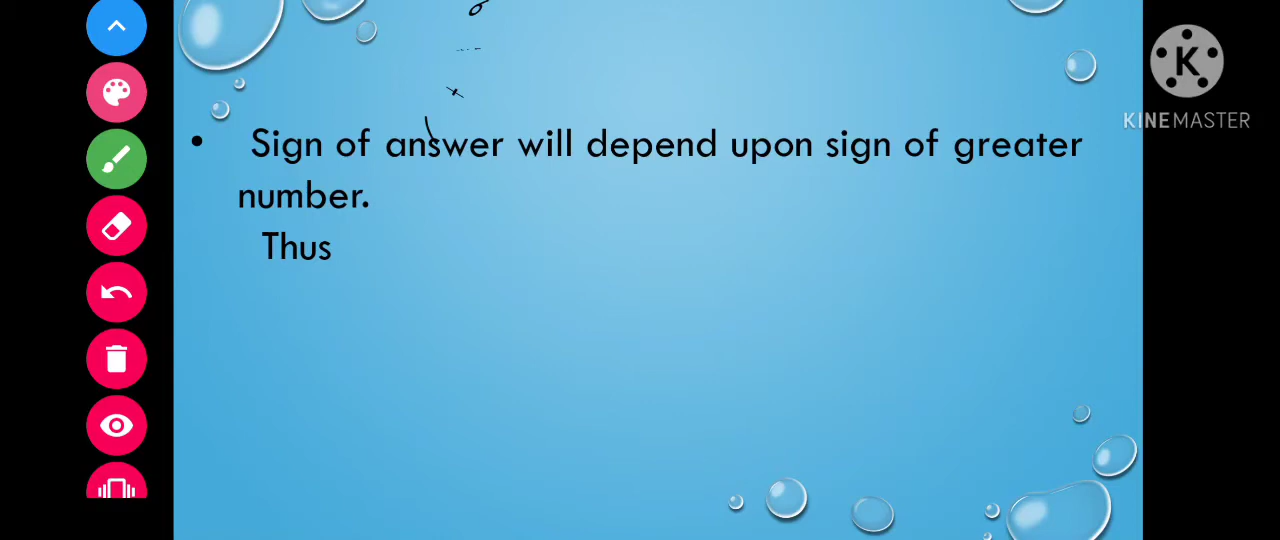 • Sign of answer will depend upon sign of greater
number.
Thus
K
KINEMASTER